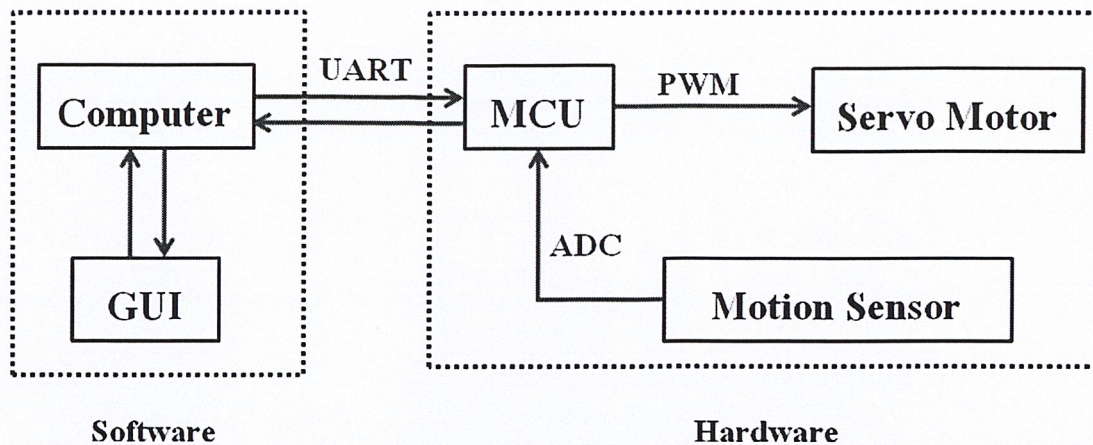 UART
Computer
MCU
PWM
Servo Motor
ADC
GUI
Motion Sensor
Software
Hardware